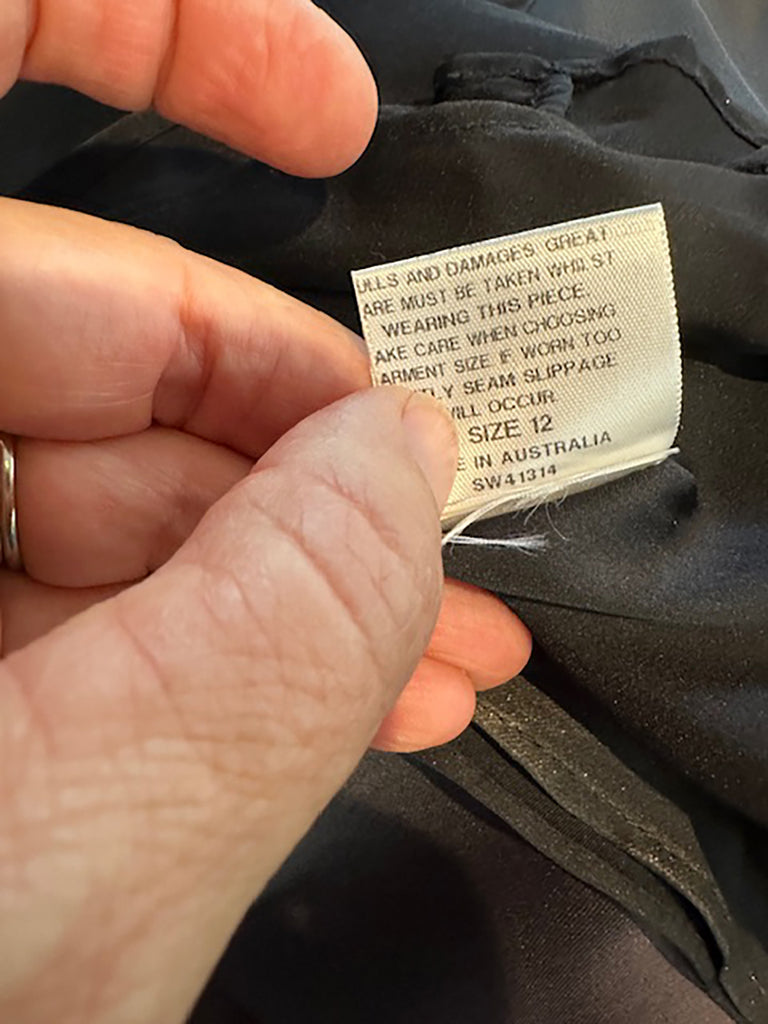 ULLS AND DAMAGES GREAT
ARE MUST BE TAKEN WHILST
WEARING THIS PIECE.
AKE CARE WHEN CHOOSING
ARMENT SIZE IF WORN TOO
TLY SEAM SLIPPAGE
WILL OCCUR
SIZE 12
E IN AUSTRALIA
SW41314